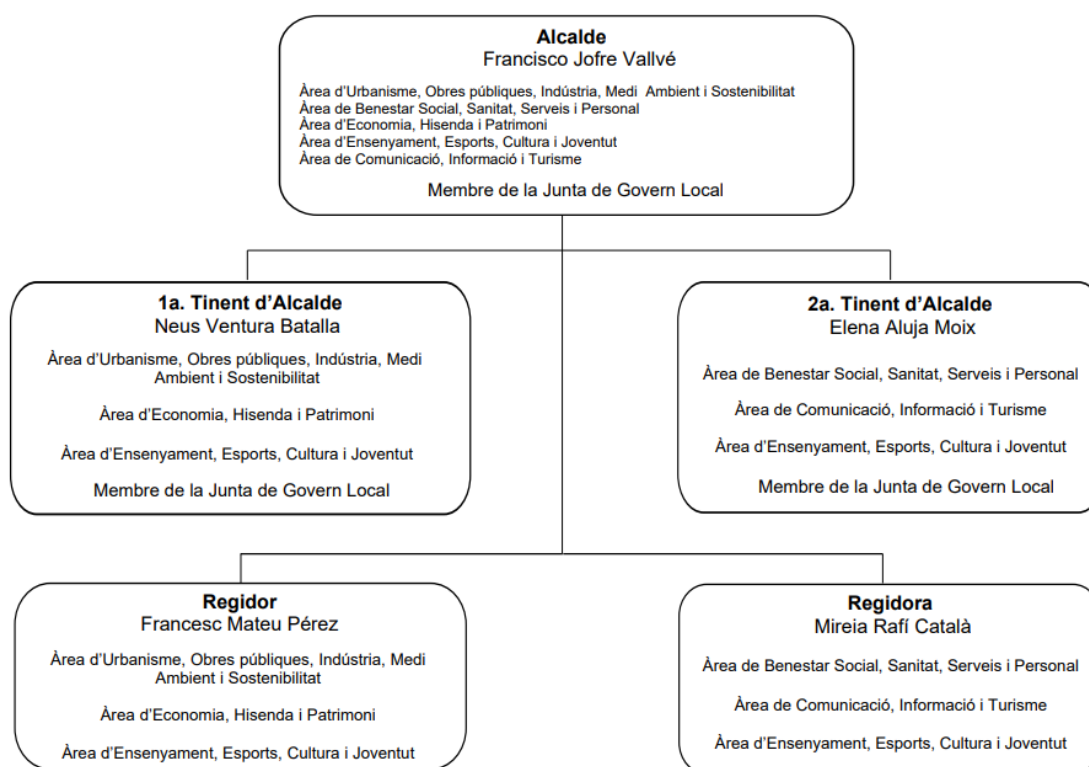 Alcalde
Francisco Jofre Vallvé
Àrea d'Urbanisme, Obres públiques, Indústria, Medi Ambient i Sostenibilitat
Àrea de Benestar Social, Sanitat, Serveis i Personal
Àrea d'Economia, Hisenda i Patrimoni
Àrea d'Ensenyament, Esports, Cultura i Joventut
Àrea de Comunicació, Informació i Turisme
Membre de la Junta de Govern Local
1a. Tinent d'Alcalde
Neus Ventura Batalla
Àrea d'Urbanisme, Obres públiques, Indústria, Medi
Ambient i Sostenibilitat
Àrea d'Economia, Hisenda i Patrimoni
Àrea d'Ensenyament, Esports, Cultura i Joventut
Membre de la Junta de Govern Local
2a. Tinent d'Alcalde
Elena Aluja Moix
Àrea de Benestar Social, Sanitat, Serveis i Personal
Àrea de Comunicació, Informació i Turisme
Àrea d'Ensenyament, Esports, Cultura i Joventut
Membre de la Junta de Govern Local
Regidor
Francesc Mateu Pérez
Àrea d'Urbanisme, Obres públiques, Indústria, Medi
Ambient i Sostenibilitat
Àrea d'Economia, Hisenda i Patrimoni
Àrea d'Ensenyament, Esports, Cultura i Joventut
Regidora
Mireia Rafí Català
Àrea de Benestar Social, Sanitat, Serveis i Personal
Àrea de Comunicació, Informació i Turisme
Àrea d'Ensenyament, Esports, Cultura i Joventut